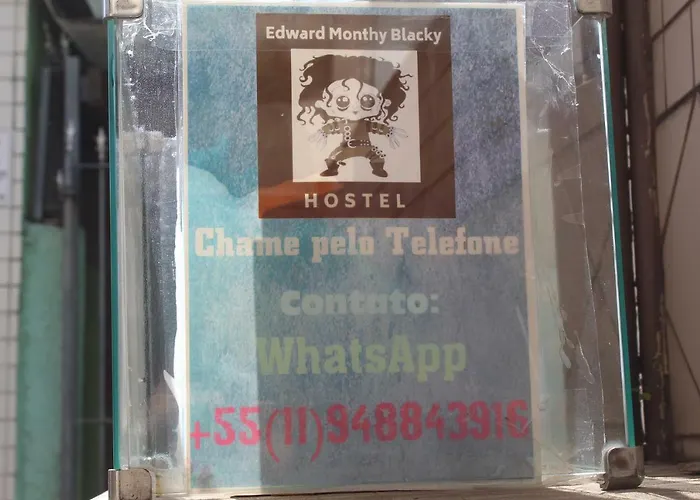 Edward Monthy Blacky
HOSTEL
Chame pelo Telefone
Contato:
WhatsApp
+55(11)948843916